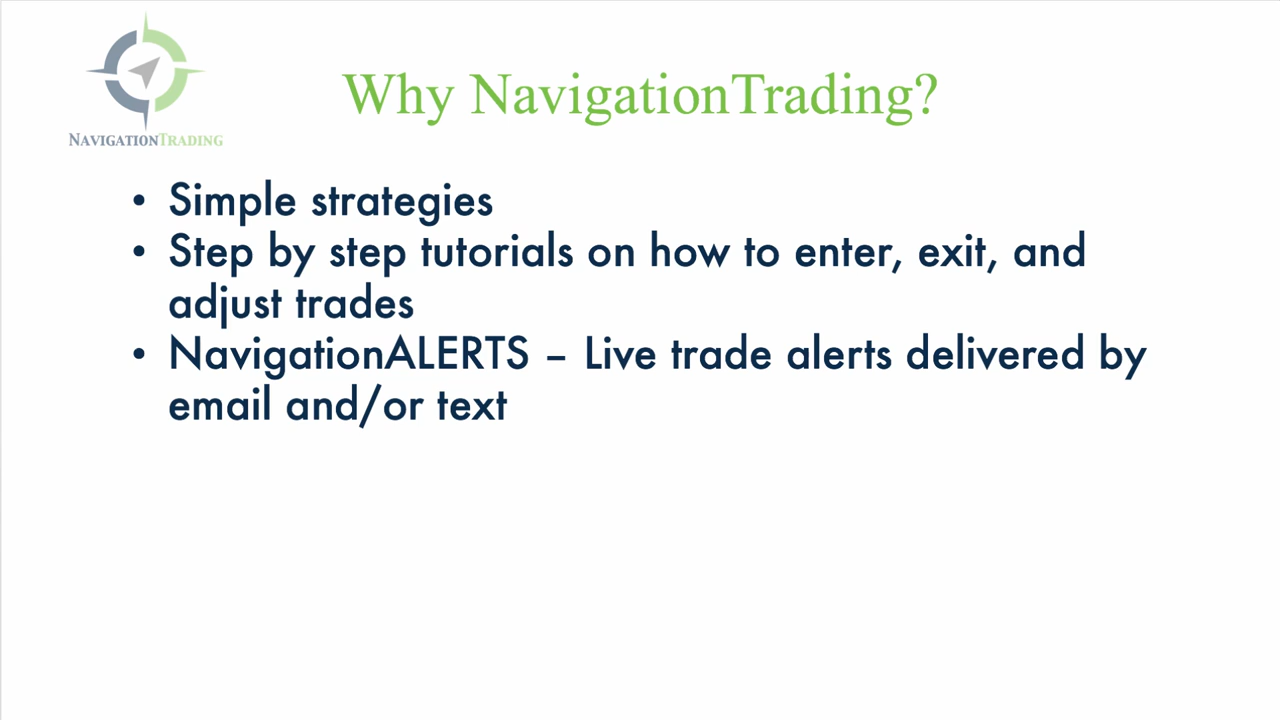 NAVIGATIONTRADING
Why NavigationTrading?
• Simple strategies
• Step by step tutorials on how to enter, exit, and
adjust trades
• NavigationALERTS – Live trade alerts delivered by
email and/or text